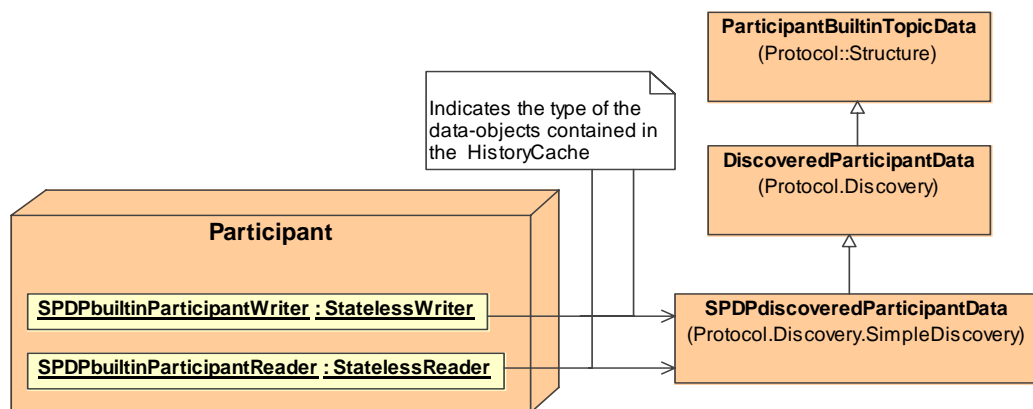 ParticipantBuiltinTopicData
(Protocol::Structure)
Indicates the type of the
data-objects contained in
the HistoryCache
DiscoveredParticipantData
(Protocol.Discovery)
Participant
SPDPbuiltinParticipantWriter : StatelessWriter
SPDPbuiltinParticipantReader : StatelessReader
SPDPdiscoveredParticipantData
(Protocol.Discovery.SimpleDiscovery)